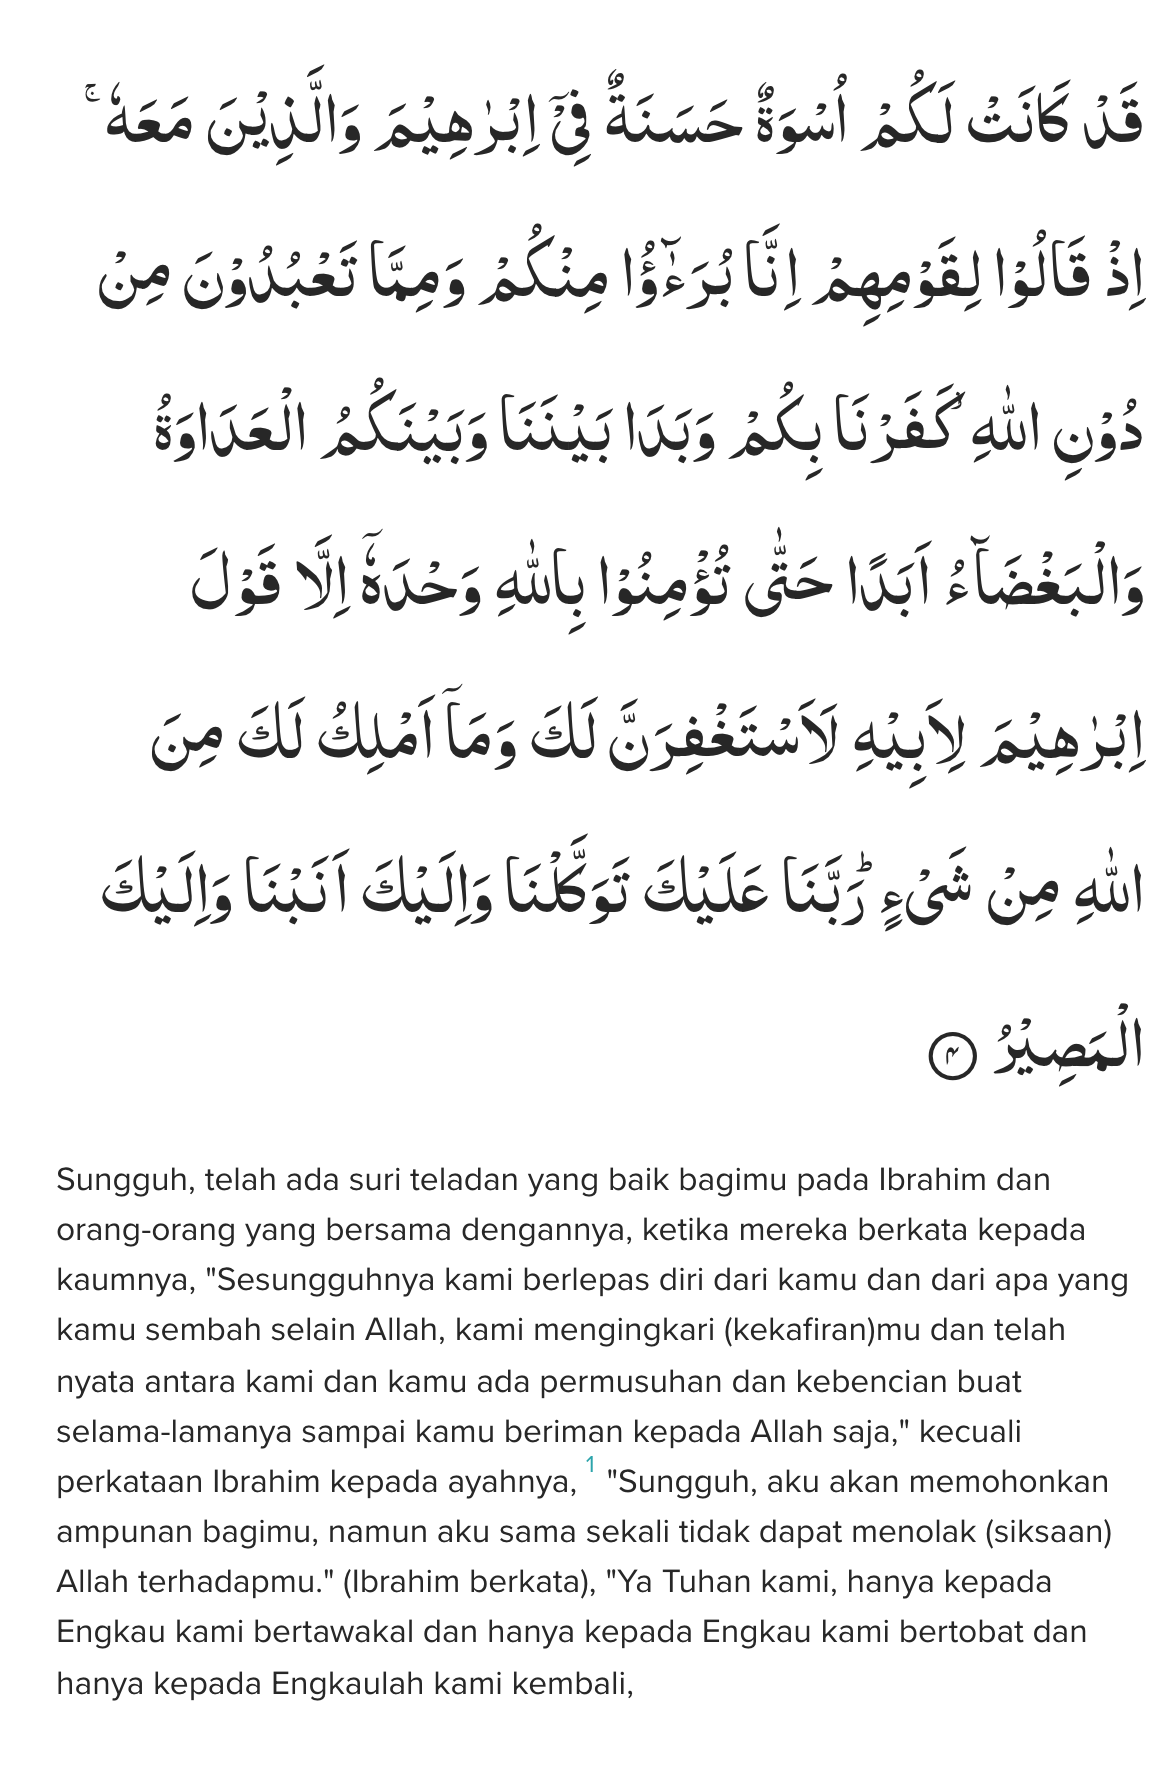 قَدْ كَانَتْ لَكُمْ اُسْوَةٌ حَسَنَةٌ فِيْٓ اِبْرٰهِيْمَ وَالَّذِيْنَ مَعَهٗۚ
اِذْ قَالُوْا لِقَوْمِهِمْ اِنَّا بُرَءٰۤؤُا مِنْكُمْ وَمِمَّا تَعْبُدُوْنَ مِنْ
دُوْنِ اللّٰهِ ۖ كَفَرْنَا بِكُمْ وَبَدَا بَيْنَنَا وَبَيْنَكُمُ الْعَدَاوَةُ
وَالْبَغْضَاۤءُ اَبَدًا حَتّٰى تُؤْمِنُوْا بِاللّٰهِ وَحْدَهٗٓ اِلَّا قَوْلَ
اِبْرٰهِيْمَ لِاَبِيْهِ لَاَسْتَغْفِرَنَّ لَكَ وَمَآ اَمْلِكُ لَكَ مِنَ
اللّٰهِ مِنْ شَيْءٍۗ رَبَّنَا عَلَيْكَ تَوَكَّلْنَا وَاِلَيْكَ اَنَبْنَا وَاِلَيْكَ
الْمَصِيْرُ ٤
Sungguh, telah ada suri teladan yang baik bagimu pada Ibrahim dan
orang-orang yang bersama dengannya, ketika mereka berkata kepada
kaumnya, "Sesungguhnya kami berlepas diri dari kamu dan dari apa yang
kamu sembah selain Allah, kami mengingkari (kekafiran)mu dan telah
nyata antara kami dan kamu ada permusuhan dan kebencian buat
selama-lamanya sampai kamu beriman kepada Allah saja," kecuali
perkataan Ibrahim kepada ayahnya, 1 "Sungguh, aku akan memohonkan
ampunan bagimu, namun aku sama sekali tidak dapat menolak (siksaan)
Allah terhadapmu." (Ibrahim berkata), "Ya Tuhan kami, hanya kepada
Engkau kami bertawakal dan hanya kepada Engkau kami bertobat dan
hanya kepada Engkaulah kami kembali,